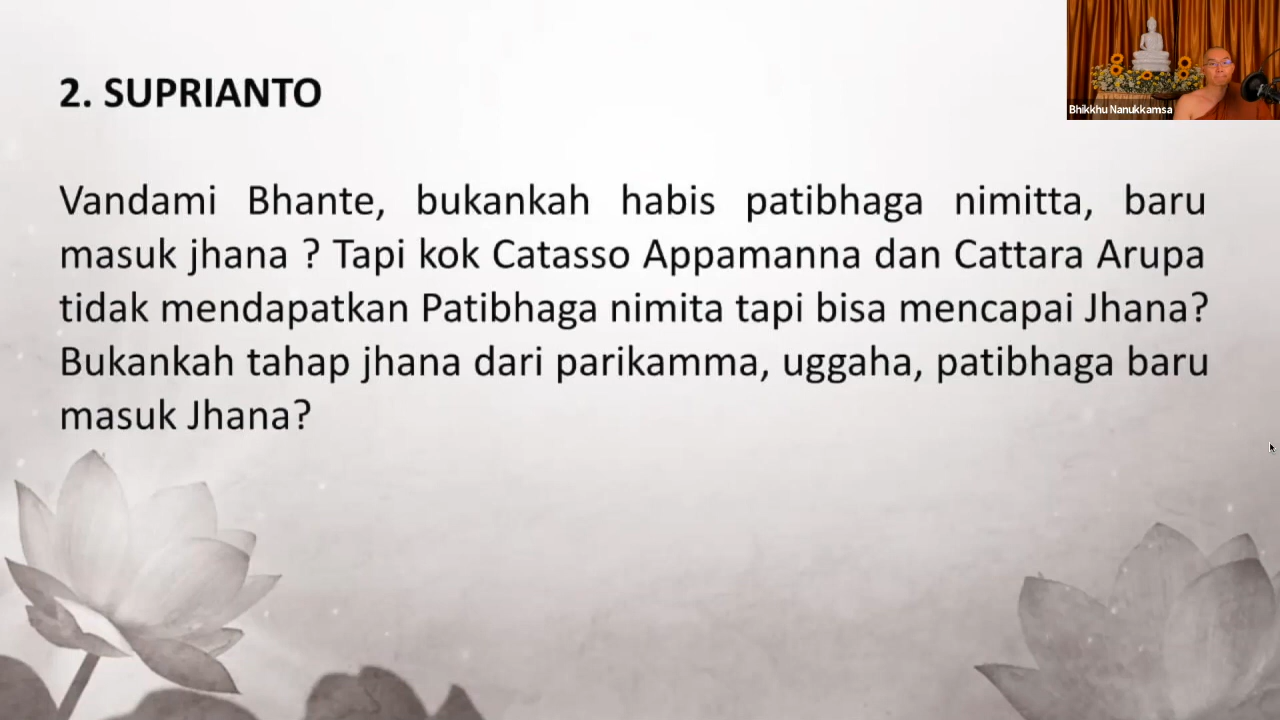 2. SUPRIANTO
Bhikkhu Nanukkamsa
Vandami Bhante, bukankah habis patibhaga nimitta, baru
masuk jhana ? Tapi kok Catasso Appamanna dan Cattara Arupa
tidak mendapatkan Patibhaga nimita tapi bisa mencapai Jhana?
Bukankah tahap jhana dari parikamma, uggaha, patibhaga baru
masuk Jhana?